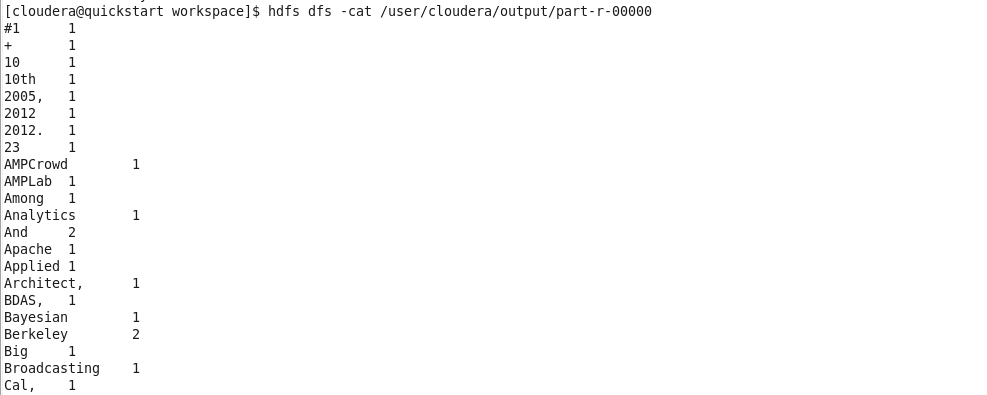 [cloudera@quickstart workspace]$ hdfs dfs -cat /user/cloudera/output/part-r-00000
#1	1
+	1
10	1
10th	1
2005,	1
2012	1
2012.	1
23	1
AMPCrowd	1
AMPLab	1
Among	1
Analytics	1
And	2
Apache	1
Applied	1
Architect,	1
BDAS,	1
Bayesian	1
Berkeley	2
Big	1
Broadcasting	1
Cal,	1